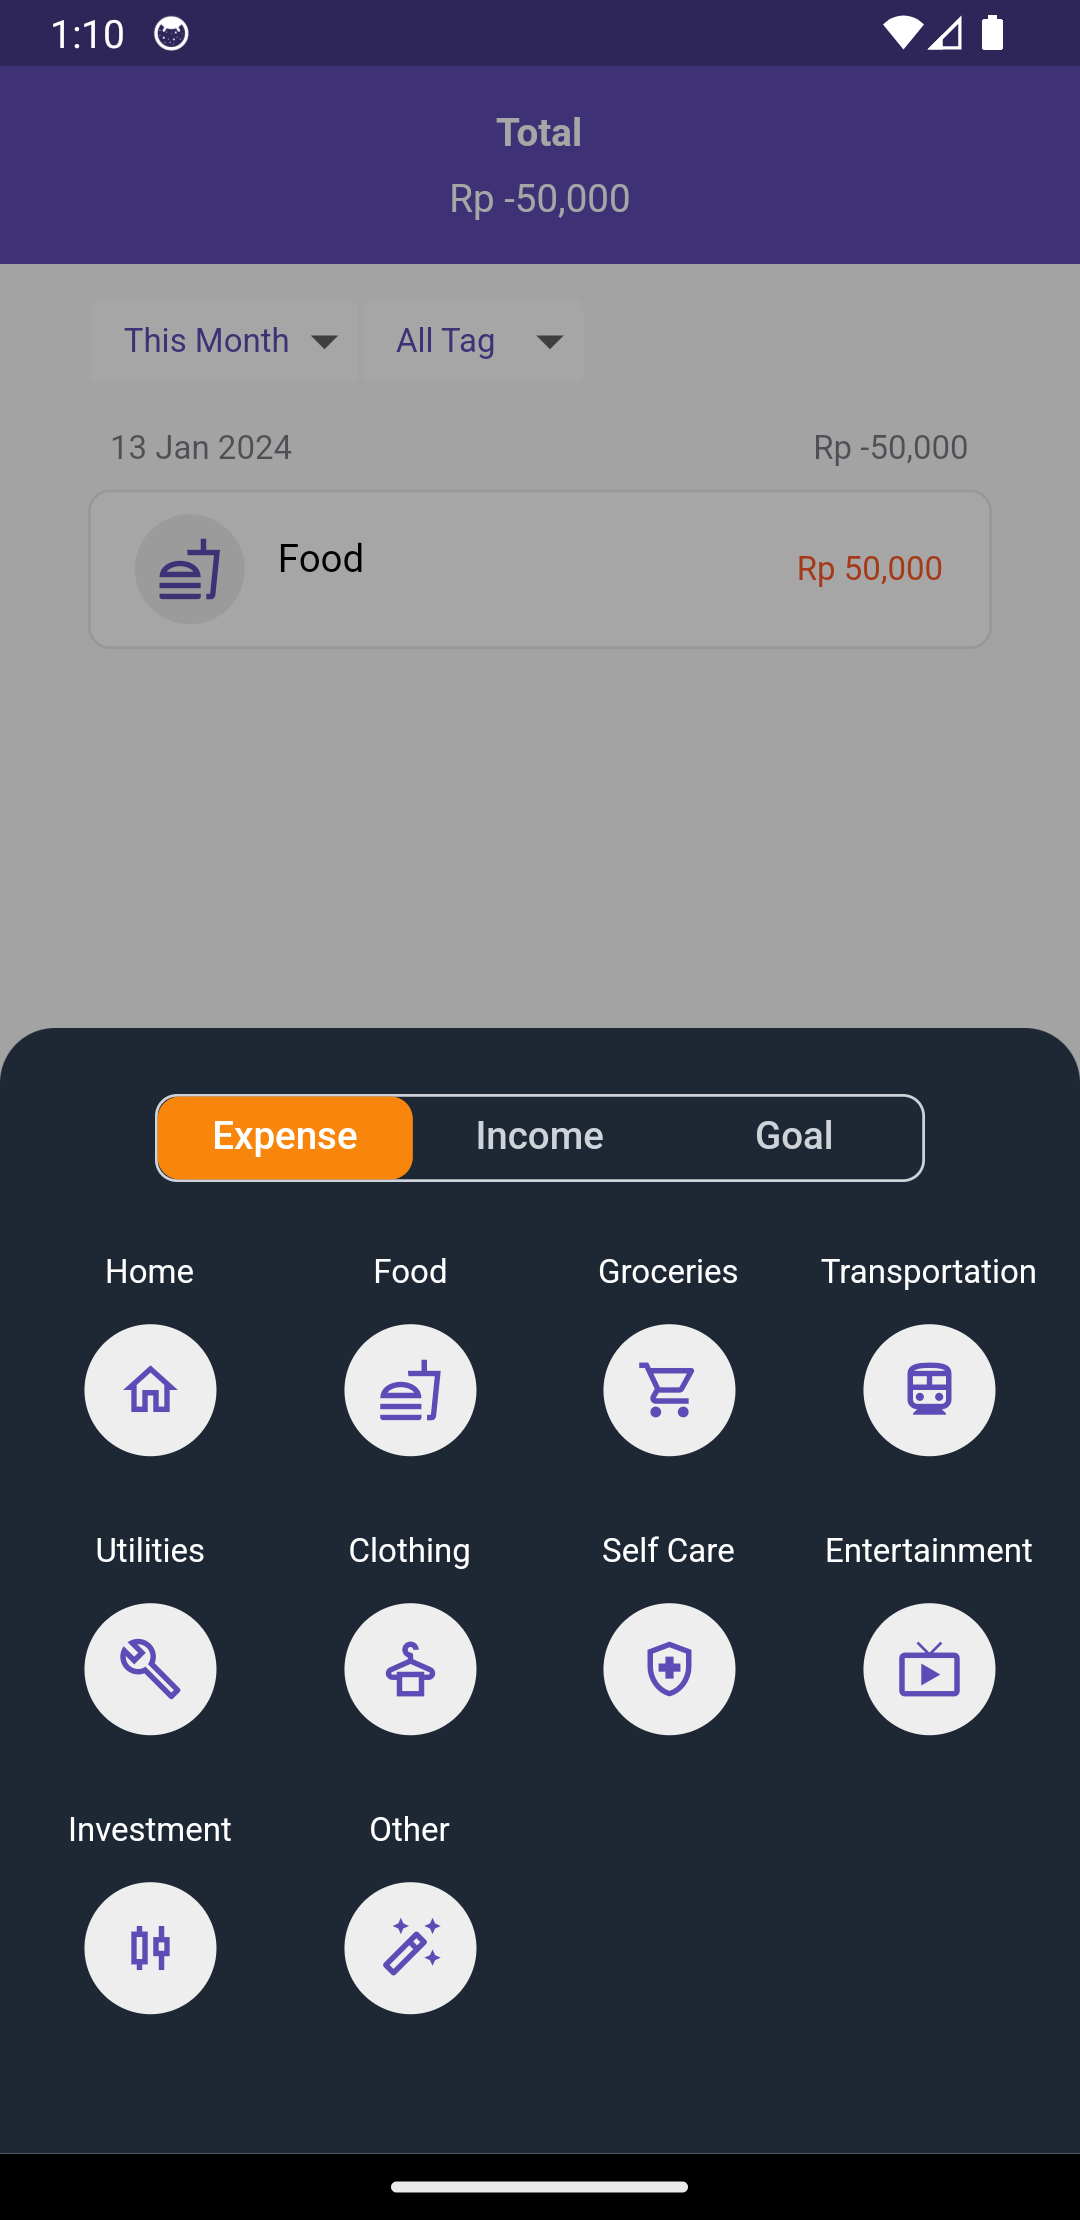 1:10
Total
Rp -50,000
This Month All Tag
13 Jan 2024 Rp -50,000
Food
Rp 50,000
Expense Income Goal
Home Food Groceries Transportation
Utilities Clothing Self Care Entertainment
Investment Other